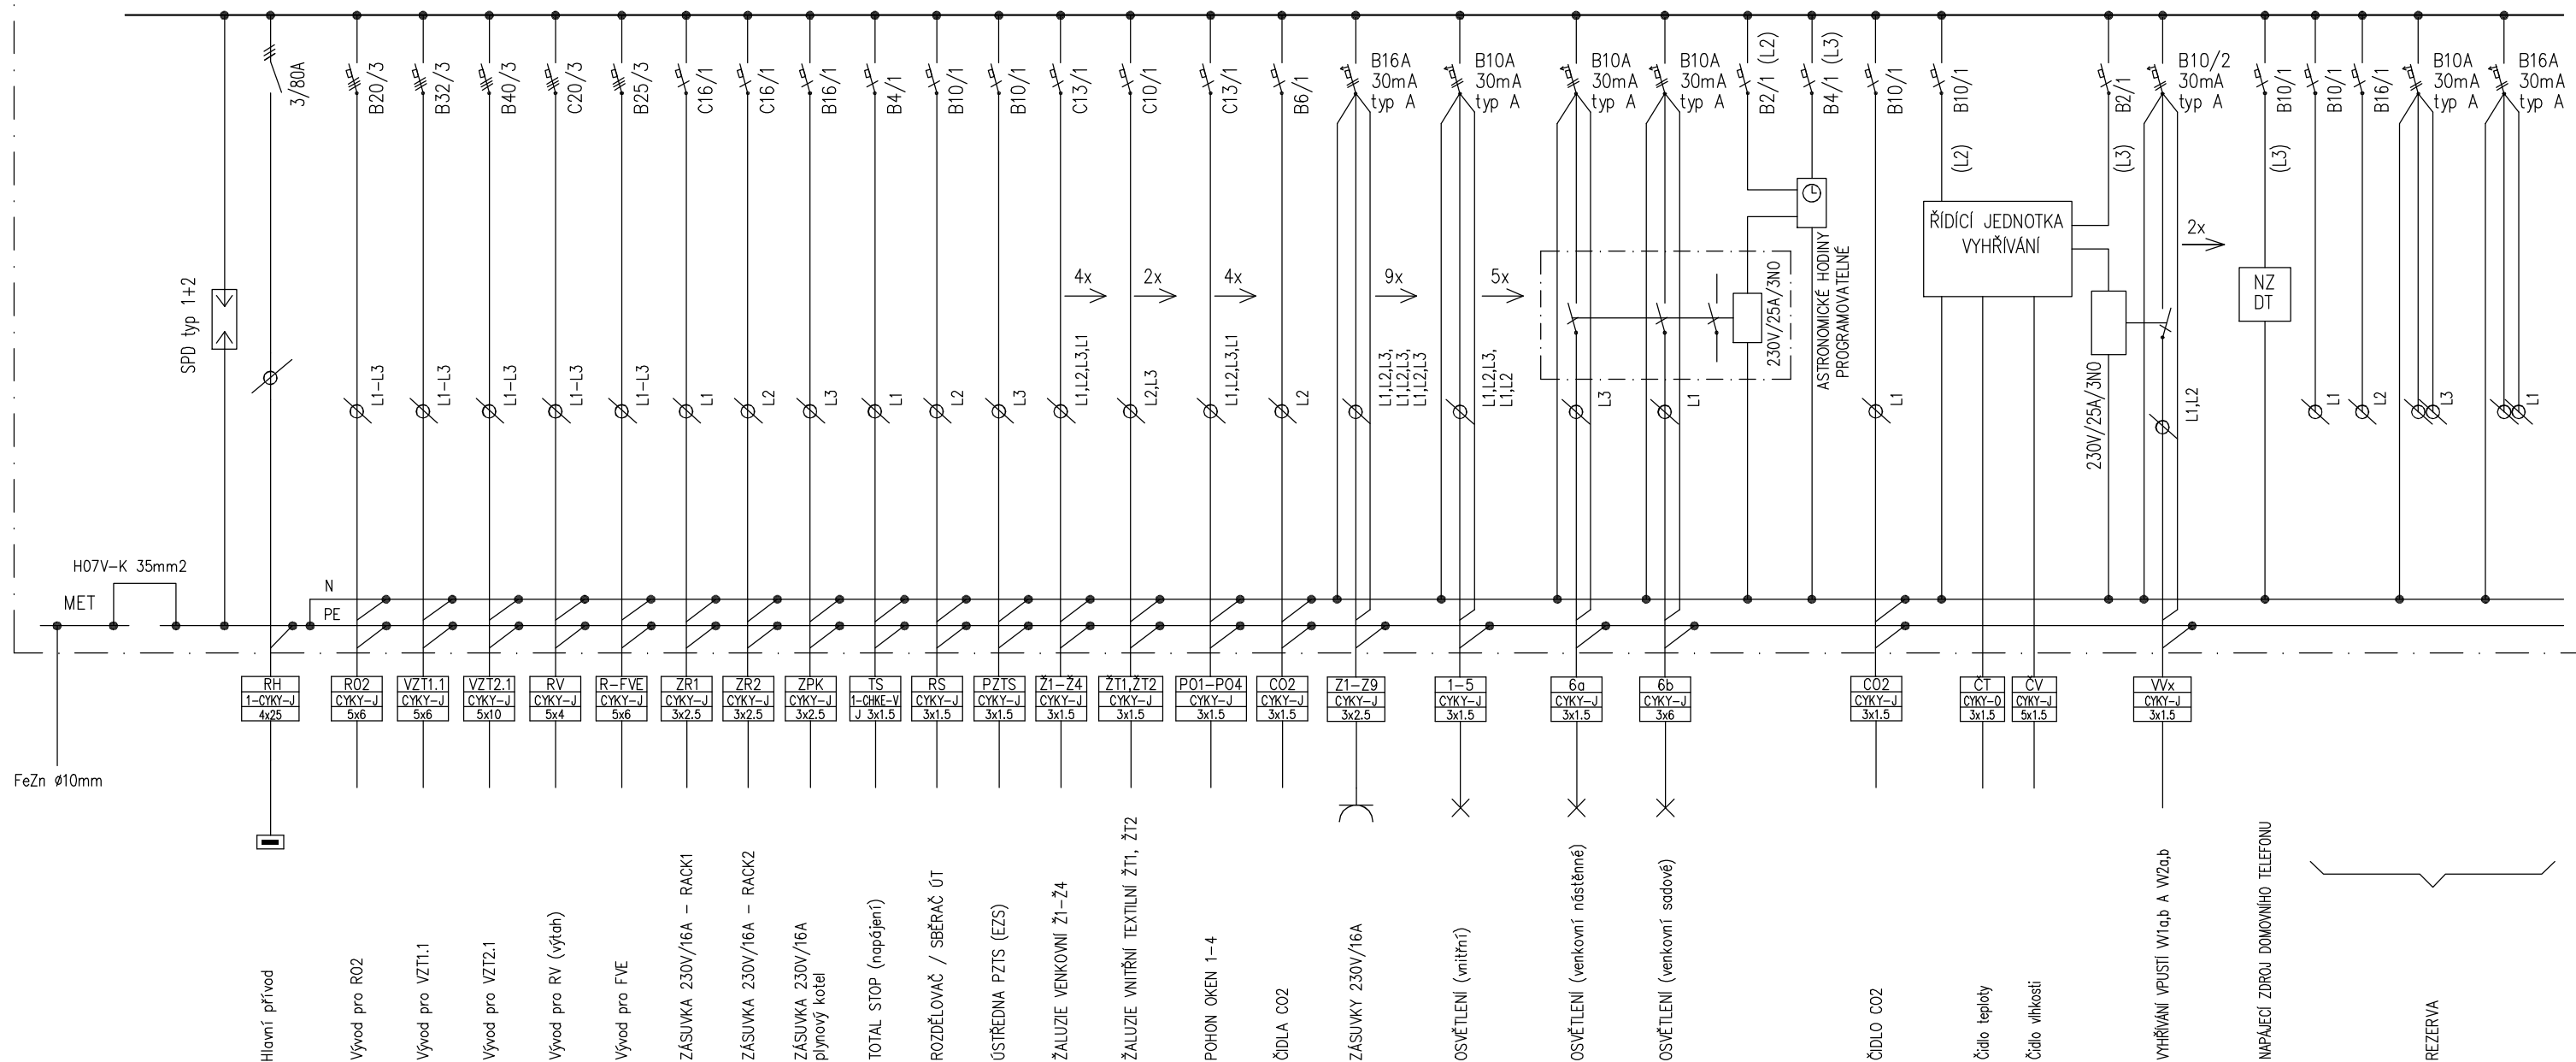 3/80A
B20/3
B32/3
B40/3
C20/3
B25/3
C16/1
C16/1
B16/1
B4/1
B10/1
B10/1
C13/1
C10/1
C13/1
B6/1
B16A
30mA
typ A
B10A
30mA
typ A
B10A
30mA
typ A
B10A
30mA
typ A
B2/1 (L2)
B4/1 (L3)
B10/1
B10/1
(L2)
B2/1
(L3)
B10/2
30mA
typ A
B10/1
(L3)
B10/1
B16/1
B10A
30mA
typ A
B16A
30mA
typ A
SPD typ 1+2
4x
2x
4x
9x
5x
2x
230V/25A/3NO
ASTRONOMICKÉ HODINY
PROGRAMOVATELNÉ
ŘÍDÍCÍ JEDNOTKA
VYHŘÍVÁNÍ
230V/25A/3NO
NZ
DT
L1-L3
L1-L3
L1-L3
L1-L3
L1-L3
L1
L2
L3
L1
L2
L3
L1,L2,L3,L1
L2,L3
L1,L2,L3,L1
L2
L1,L2,L3,
L1,L2,L3,
L1,L2,L3
L1,L2,L3,
L1,L2
L3
L1
L1
L1,L2
L1
L2
L3
L1
H07V-K 35mm2
MET
N
PE
FeZn ø10mm
RH
1-CYKY-J
4x25
RO2
CYKY-J
5x6
VZT1.1
CYKY-J
5x6
VZT2.1
CYKY-J
5x10
RV
CYKY-J
5x4
R-FVE
CYKY-J
5x6
ZR1
CYKY-J
3x2.5
ZR2
CYKY-J
3x2.5
ZPK
CYKY-J
3x2.5
TS
1-CHKE-V
J 3x1.5
RS
CYKY-J
3x1.5
PZTS
CYKY-J
3x1.5
Ž1-Ž4
CYKY-J
3x1.5
ŽT1,ŽT2
CYKY-J
3x1.5
PO1-PO4
CYKY-J
3x1.5
CO2
CYKY-J
3x1.5
Z1-Z9
CYKY-J
3x2.5
1-5
CYKY-J
3x1.5
6a
CYKY-J
3x1.5
6b
CYKY-J
3x6
CO2
CYKY-J
3x1.5
ČT
CYKY-O
3x1.5
ČV
CYKY-J
5x1.5
VVx
CYKY-J
3x1.5
Hlavní přívod
Vývod pro RO2
Vývod pro VZT1.1
Vývod pro VZT2.1
Vývod pro RV (výtah)
Vývod pro FVE
ZÁSUVKA 230V/16A - RACK1
ZÁSUVKA 230V/16A - RACK2
ZÁSUVKA 230V/16A
plynový kotel
TOTAL STOP (napájení)
ROZDĚLOVAČ / SBĚRAČ ÚT
ÚSTŘEDNA PZTS (EZS)
ŽALUZIE VENKOVNÍ Ž1-Ž4
ŽALUZIE VNITŘNÍ TEXTILNÍ ŽT1, ŽT2
POHON OKEN 1-4
ČIDLA CO2
ZÁSUVKY 230V/16A
OSVĚTLENÍ (vnitřní)
OSVĚTLENÍ (venkovní nástěnné)
OSVĚTLENÍ (venkovní sadové)
ČIDLO CO2
Čidlo teploty
Čidlo vlhkosti
VYHŘÍVÁNÍ VPUSTÍ VV1a,b A VV2a,b
NAPÁJECÍ ZDROJ DOMOVNÍHO TELEFONU
REZERVA